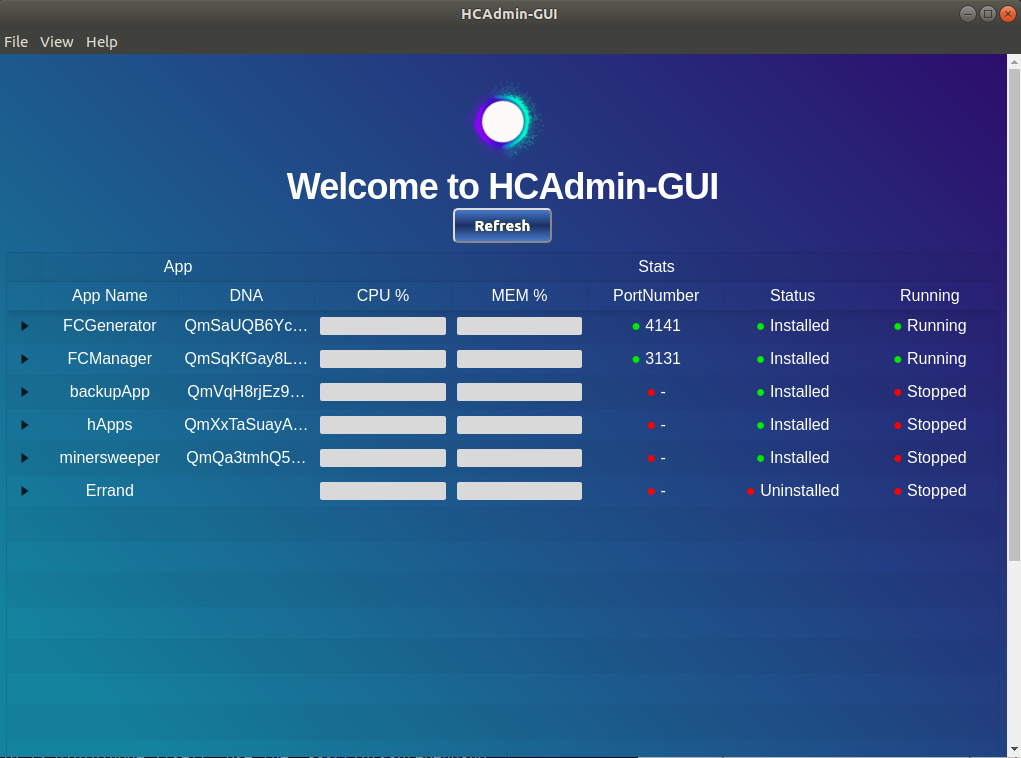 HCAdmin-GUI
File View Help
Welcome to HCAdmin-GUI
Refresh
App Stats
App Name DNA CPU % MEM % PortNumber Status Running
FCGenerator QmSaUQB6Yc… 4141 Installed Running
FCManager QmSqKfGay8L… 3131 Installed Running
backupApp QmVqH8rjEz9… - Installed Stopped
hApps QmXxTaSuayA… - Installed Stopped
minersweeper QmQa3tmhQ5… - Installed Stopped
Errand - Uninstalled Stopped